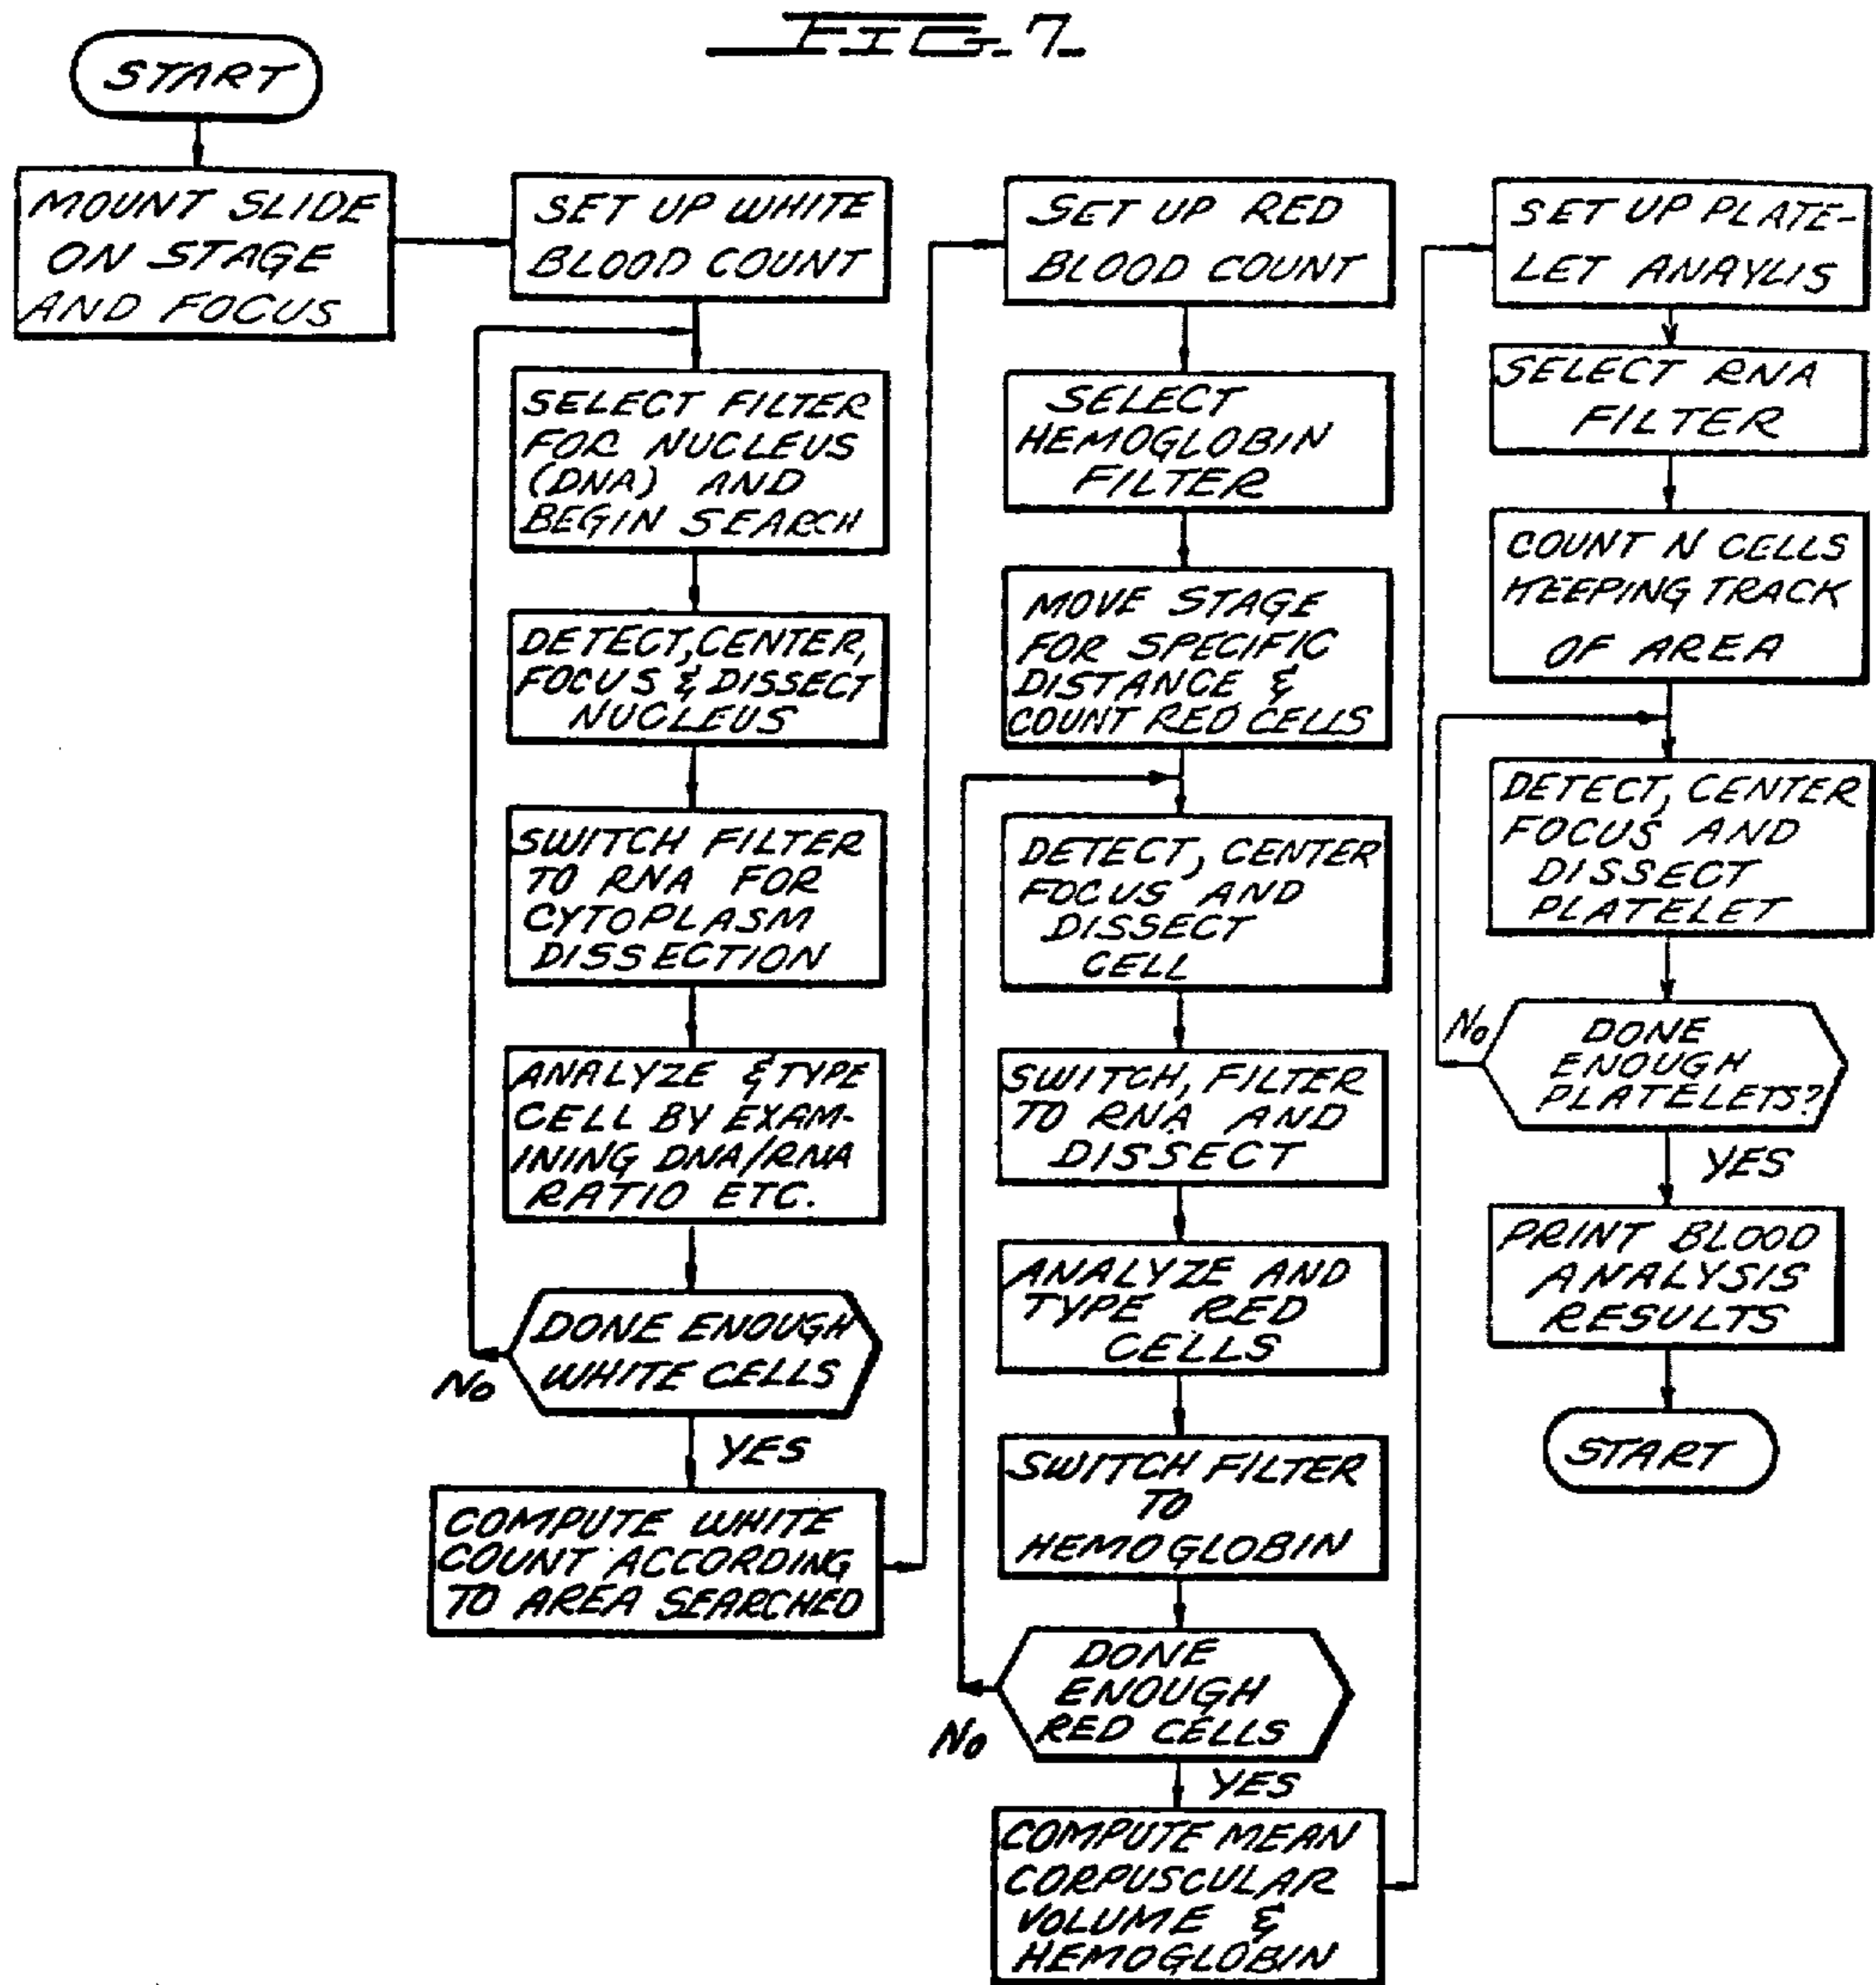 FIG. 7
START
MOUNT SLIDE
ON STAGE
AND FOCUS
SET UP WHITE
BLOOD COUNT
SELECT FILTER
FOR NUCLEUS
(DNA) AND
BEGIN SEARCH
DETECT, CENTER,
FOCUS & DISSECT
NUCLEUS
SWITCH FILTER
TO RNA FOR
CYTOPLASM
DISSECTION
ANALYZE & TYPE
CELL BY EXAM-
INING DNA/RNA
RATIO ETC.
DONE ENOUGH
WHITE CELLS
No
YES
COMPUTE WHITE
COUNT ACCORDING
TO AREA SEARCHED
SET UP RED
BLOOD COUNT
SELECT
HEMOGLOBIN
FILTER
MOVE STAGE
FOR SPECIFIC
DISTANCE &
COUNT RED CELLS
DETECT, CENTER
FOCUS AND
DISSECT
CELL
SWITCH, FILTER
TO RNA AND
DISSECT
ANALYZE AND
TYPE RED
CELLS
SWITCH FILTER
TO
HEMOGLOBIN
DONE
ENOUGH
RED CELLS
No
YES
COMPUTE MEAN
CORPUSCULAR
VOLUME &
HEMOGLOBIN
SET UP PLATE-
LET ANAYLIS
SELECT RNA
FILTER
COUNT N CELLS
KEEPING TRACK
OF AREA
DETECT, CENTER
FOCUS AND
DISSECT
PLATELET
DONE
ENOUGH
PLATELETS?
No
YES
PRINT BLOOD
ANALYSIS
RESULTS
START